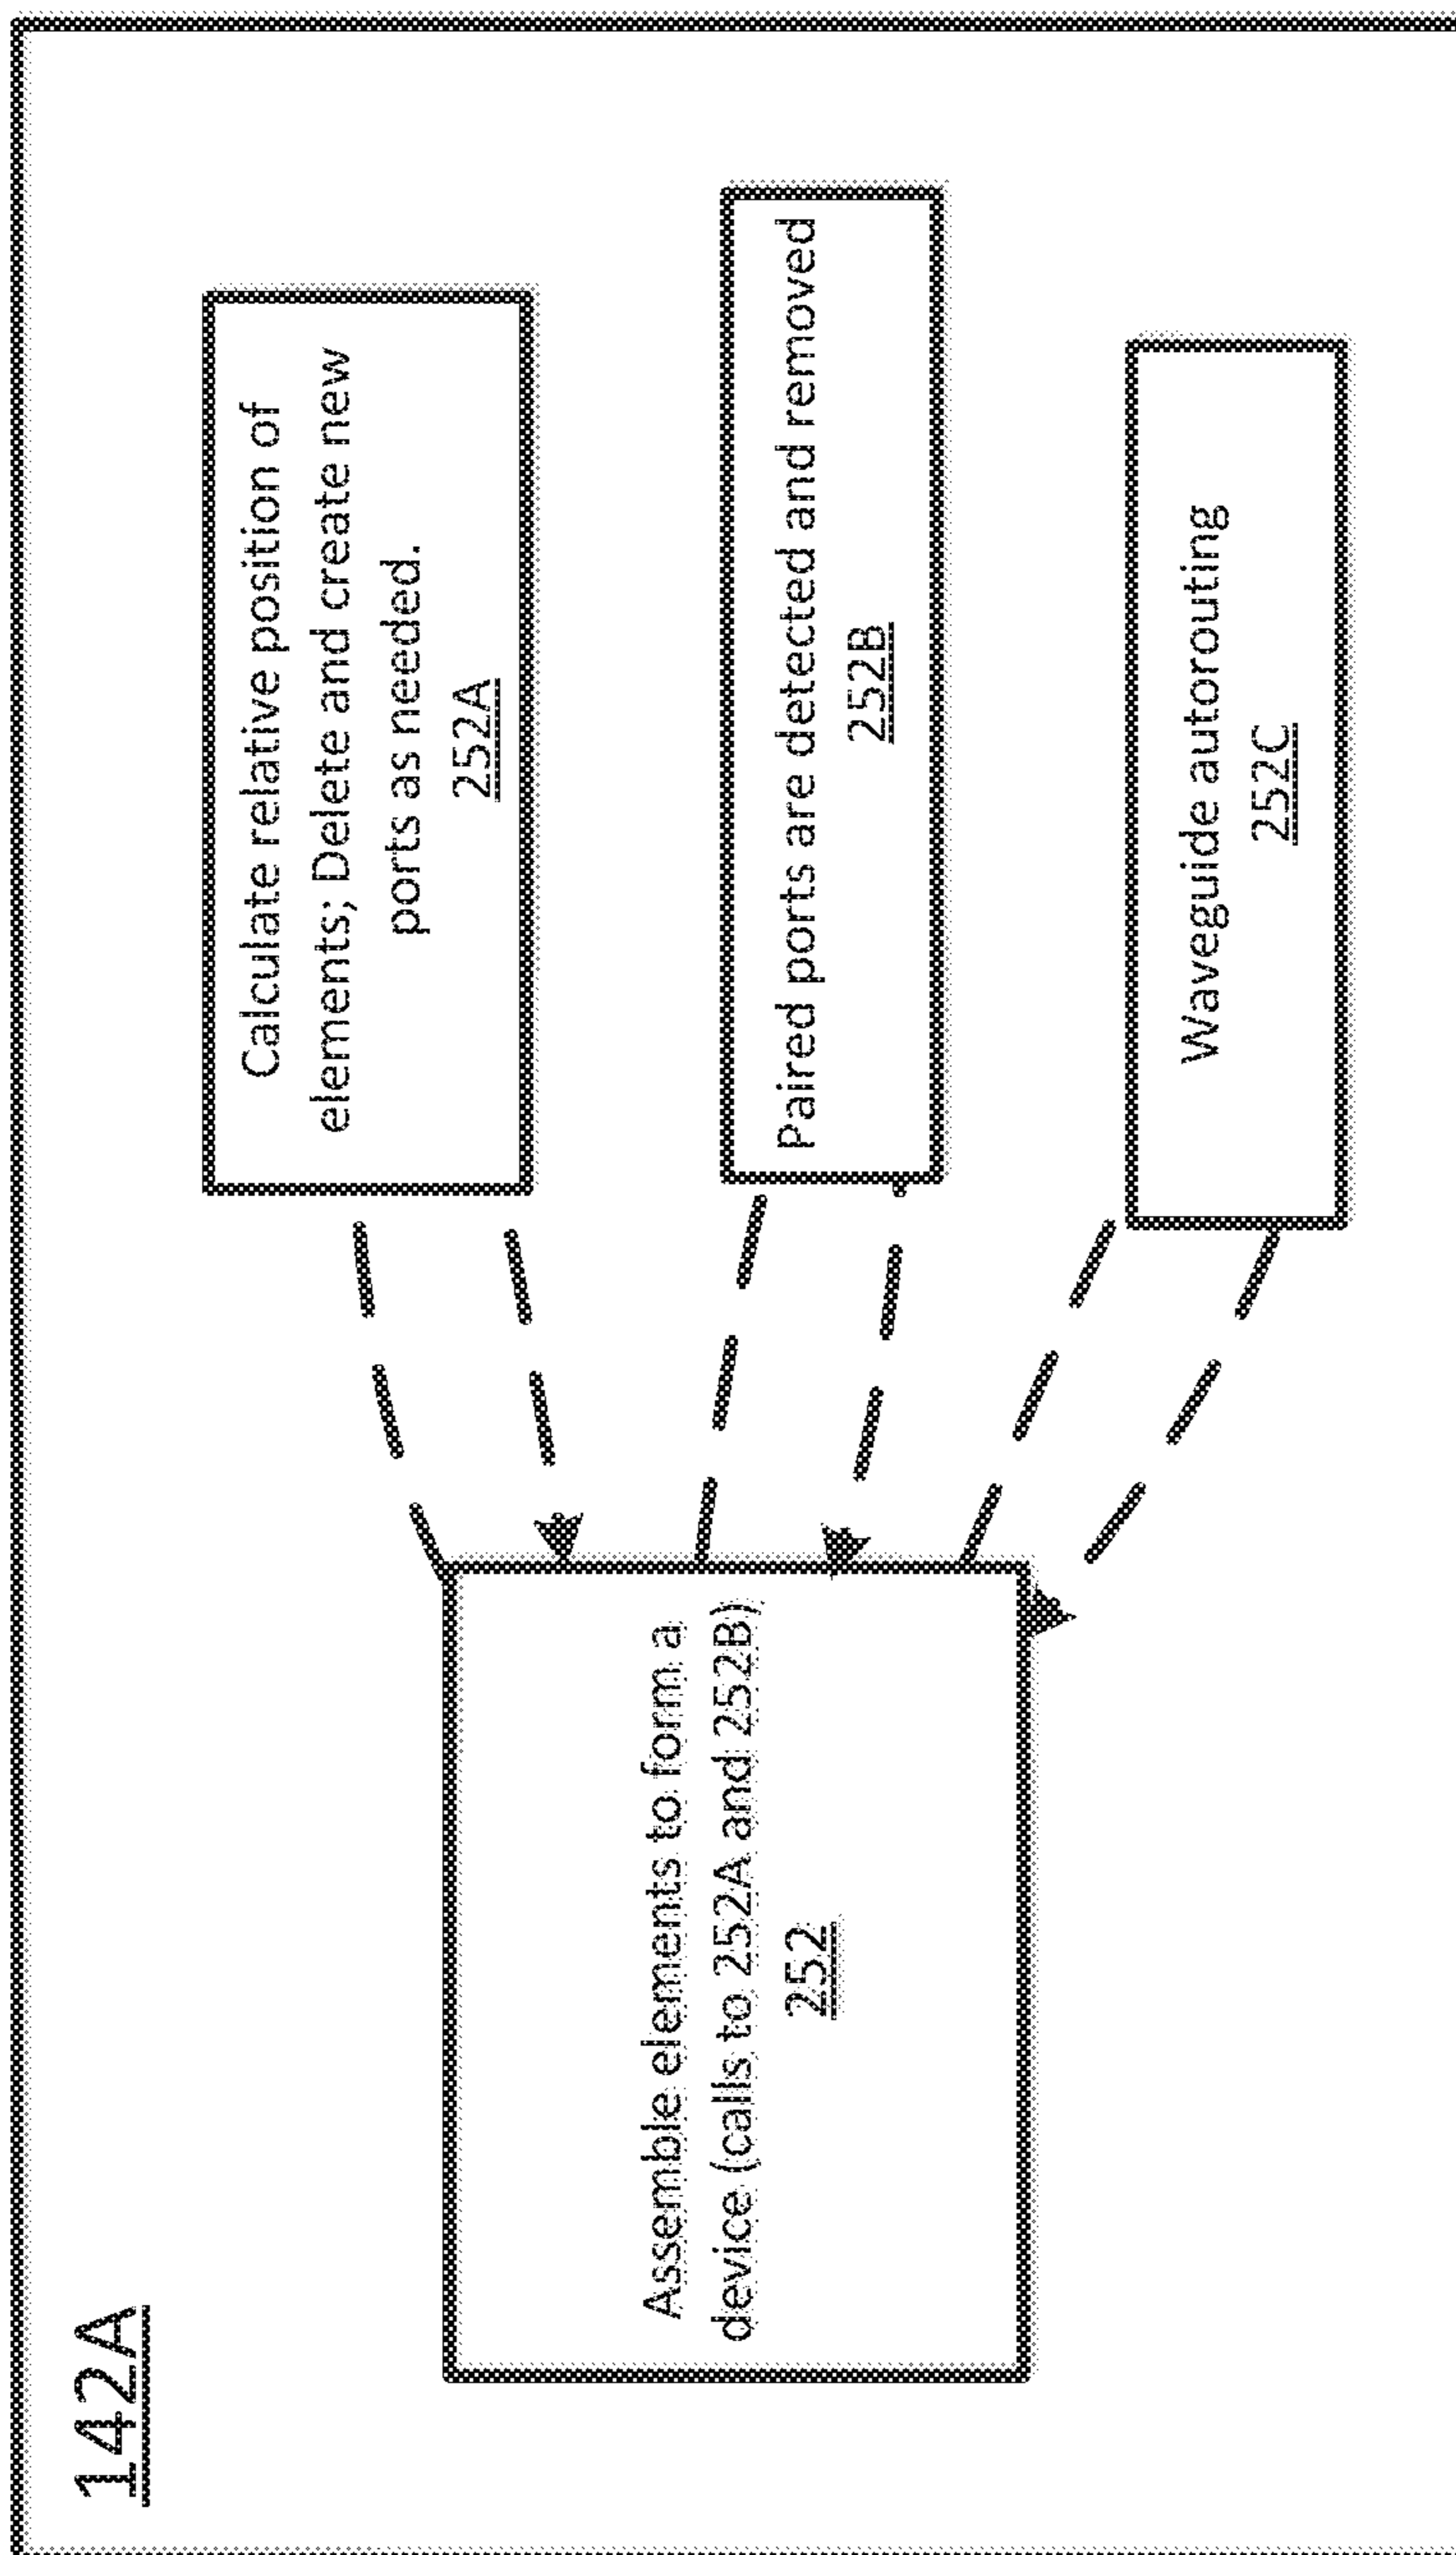 142A
Assemble elements to form a
device (calls to 252A and 252B)
252
Calculate relative position of
elements; Delete and create new
ports as needed.
252A
Paired ports are detected and removed
252B
Waveguide autorouting
252C